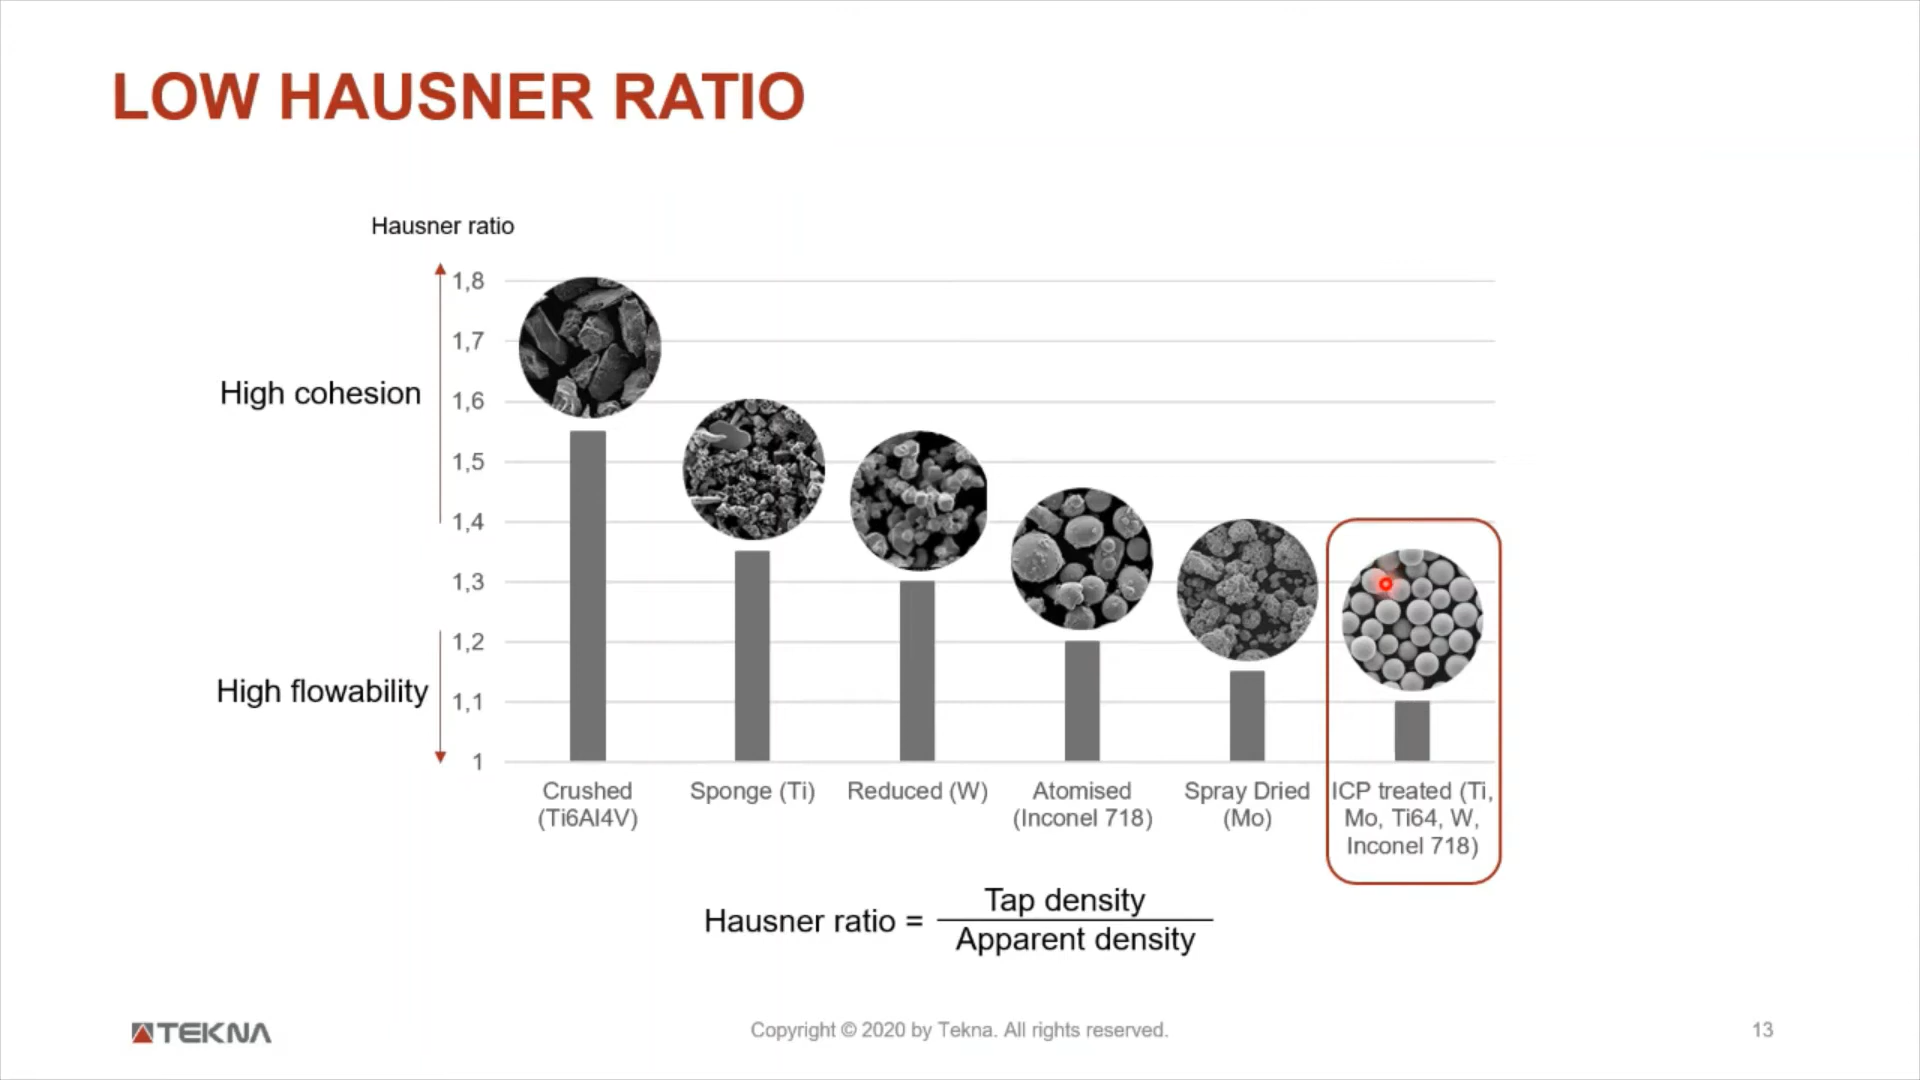 LOW HAUSNER RATIO
Hausner ratio
1,8
1,7
High cohesion
1,6
1,5
1,4
1,3
1,2
High flowability
1,1
1
Crushed
(Ti6Al4V)
Sponge (Ti)
Reduced (W)
Atomised
(Inconel 718)
Spray Dried
(Mo)
ICP treated (Ti,
Mo, Ti64, W,
Inconel 718)
Hausner ratio =
Tap density
Apparent density
TEKNA
Copyright © 2020 by Tekna. All rights reserved.
13